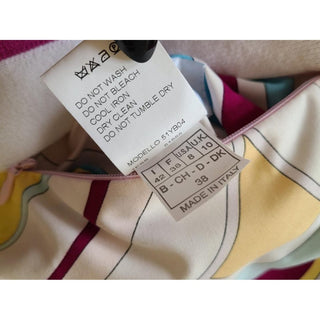 DO NOT WASH
DO NOT BLEACH
COOL IRON
DRY CLEAN
DO NOT TUMBLE DRY
MODELLO 51YB04
I F USA UK
42 38 8 10
B - CH - D - DK
38
MADE IN ITALY